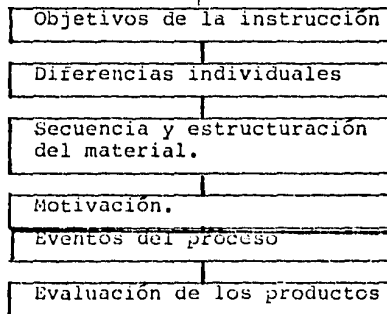 Objetivos de la instrucción
Diferencias individuales
Secuencia y estructuración
del material.
Motivación.
Eventos del proceso
Evaluación de los productos